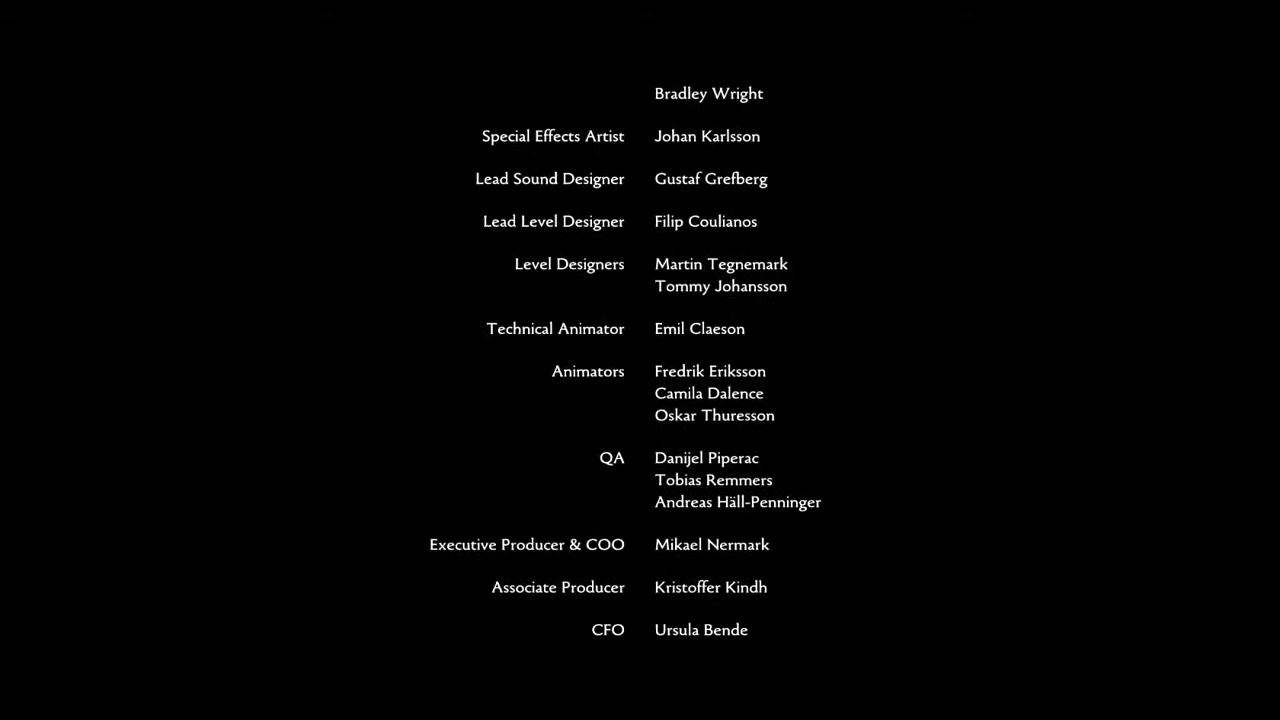 Bradley Wright
Special Effects Artist Johan Karlsson
Lead Sound Designer Gustaf Grefberg
Lead Level Designer Filip Coulianos
Level Designers Martin Tegnemark
Tommy Johansson
Technical Animator Emil Claeson
Animators Fredrik Eriksson
Camila Dalence
Oskar Thuresson
QA Danijel Piperac
Tobias Remmers
Andreas Häll-Penninger
Executive Producer & COO Mikael Nermark
Associate Producer Kristoffer Kindh
CFO Ursula Bende